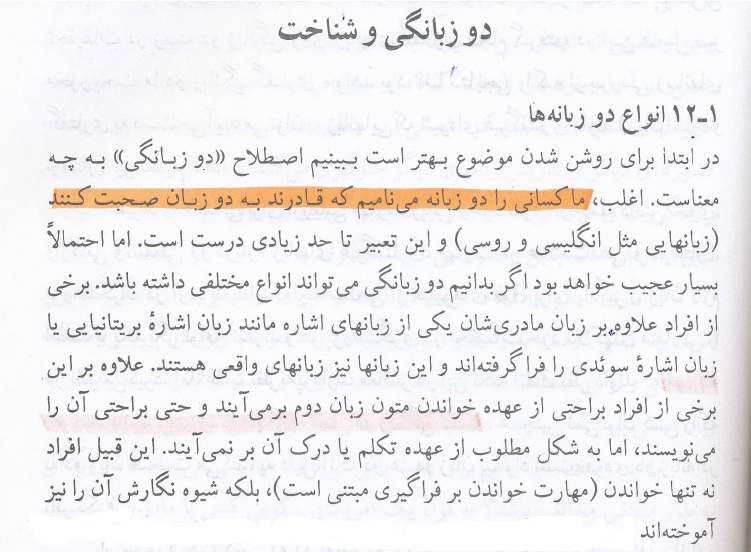 دو زبانگی و شناخت
۱ـ۱۲ انواع دو زبانه‌ها
در ابتدا برای روشن شدن موضوع بهتر است ببینیم اصطلاح «دو زبانگی» به چه
معناست. اغلب، ما کسانی را دو زبانه می‌نامیم که قادرند به دو زبان صحبت کنند
(زبانهایی مثل انگلیسی و روسی) و این تعبیر تا حد زیادی درست است. اما احتمالاً
بسیار عجیب خواهد بود اگر بدانیم دو زبانگی می‌تواند انواع مختلفی داشته باشد. برخی
از افراد علاوه بر زبان مادری‌شان یکی از زبانهای اشاره مانند زبان اشارهٔ بریتانیایی یا
زبان اشارهٔ سوئدی را فرا گرفته‌اند و این زبانها نیز زبانهای واقعی هستند. علاوه بر این
برخی از افراد براحتی از عهده خواندن متون زبان دوم برمی‌آیند و حتی براحتی آن را
می‌نویسند، اما به شکل مطلوب از عهده تکلم یا درک آن بر نمی‌آیند. این قبیل افراد
نه تنها خواندن (مهارت خواندن بر فراگیری مبتنی است)، بلکه شیوه نگارش آن را نیز
آموخته‌اند